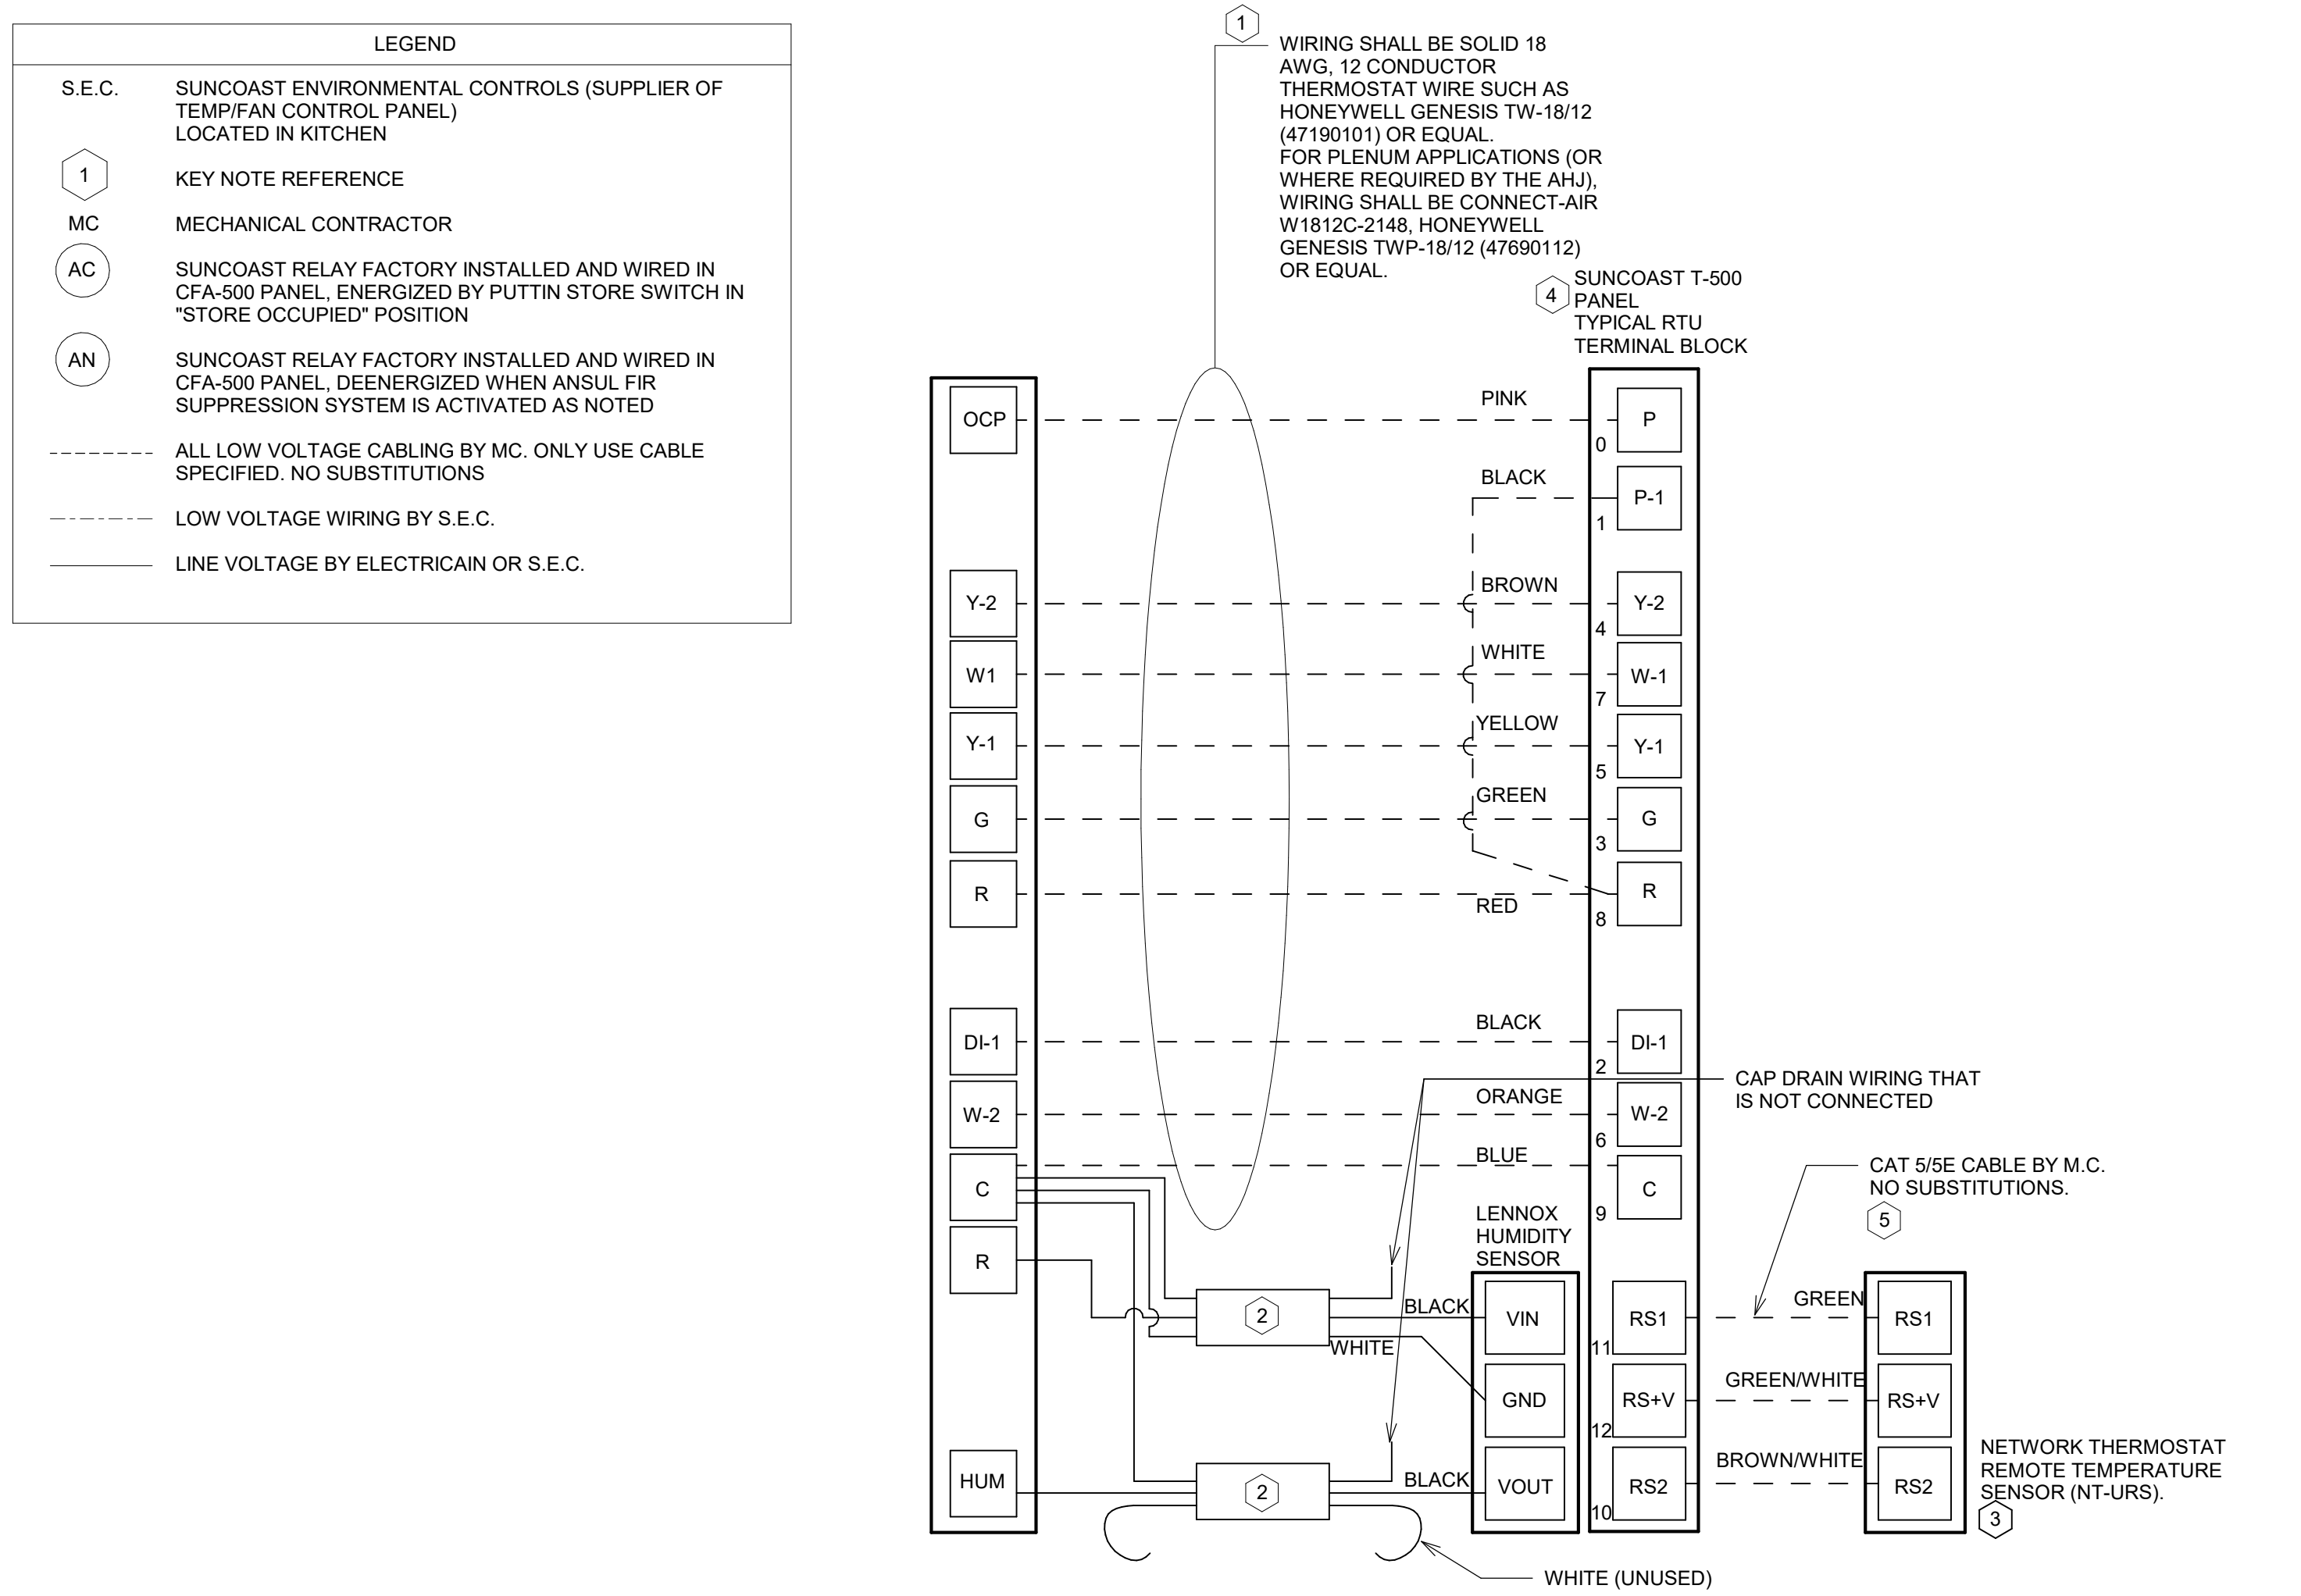 LEGEND
S.E.C.
SUNCOAST ENVIRONMENTAL CONTROLS (SUPPLIER OF
TEMP/FAN CONTROL PANEL)
LOCATED IN KITCHEN
1
KEY NOTE REFERENCE
MC
MECHANICAL CONTRACTOR
AC
SUNCOAST RELAY FACTORY INSTALLED AND WIRED IN
CFA-500 PANEL, ENERGIZED BY PUTTIN STORE SWITCH IN
"STORE OCCUPIED" POSITION
AN
SUNCOAST RELAY FACTORY INSTALLED AND WIRED IN
CFA-500 PANEL, DEENERGIZED WHEN ANSUL FIR
SUPPRESSION SYSTEM IS ACTIVATED AS NOTED
ALL LOW VOLTAGE CABLING BY MC. ONLY USE CABLE
SPECIFIED. NO SUBSTITUTIONS
LOW VOLTAGE WIRING BY S.E.C.
LINE VOLTAGE BY ELECTRICAIN OR S.E.C.
1
WIRING SHALL BE SOLID 18
AWG, 12 CONDUCTOR
THERMOSTAT WIRE SUCH AS
HONEYWELL GENESIS TW-18/12
(47190101) OR EQUAL.
FOR PLENUM APPLICATIONS (OR
WHERE REQUIRED BY THE AHJ),
WIRING SHALL BE CONNECT-AIR
W1812C-2148, HONEYWELL
GENESIS TWP-18/12 (47690112)
OR EQUAL.
4
SUNCOAST T-500
PANEL
TYPICAL RTU
TERMINAL BLOCK
OCP
PINK
P
0
BLACK
P-1
1
Y-2
BROWN
Y-2
4
W1
WHITE
W-1
7
Y-1
YELLOW
Y-1
5
G
GREEN
G
3
R
RED
R
8
DI-1
BLACK
DI-1
2
CAP DRAIN WIRING THAT
IS NOT CONNECTED
W-2
ORANGE
W-2
6
C
BLUE
C
9
CAT 5/5E CABLE BY M.C.
NO SUBSTITUTIONS.
5
R
LENNOX
HUMIDITY
SENSOR
2
BLACK
VIN
WHITE
GND
RS1
11
GREEN
RS1
RS+V
12
GREEN/WHITE
RS+V
HUM
2
BLACK
VOUT
RS2
10
BROWN/WHITE
RS2
NETWORK THERMOSTAT
REMOTE TEMPERATURE
SENSOR (NT-URS).
3
WHITE (UNUSED)